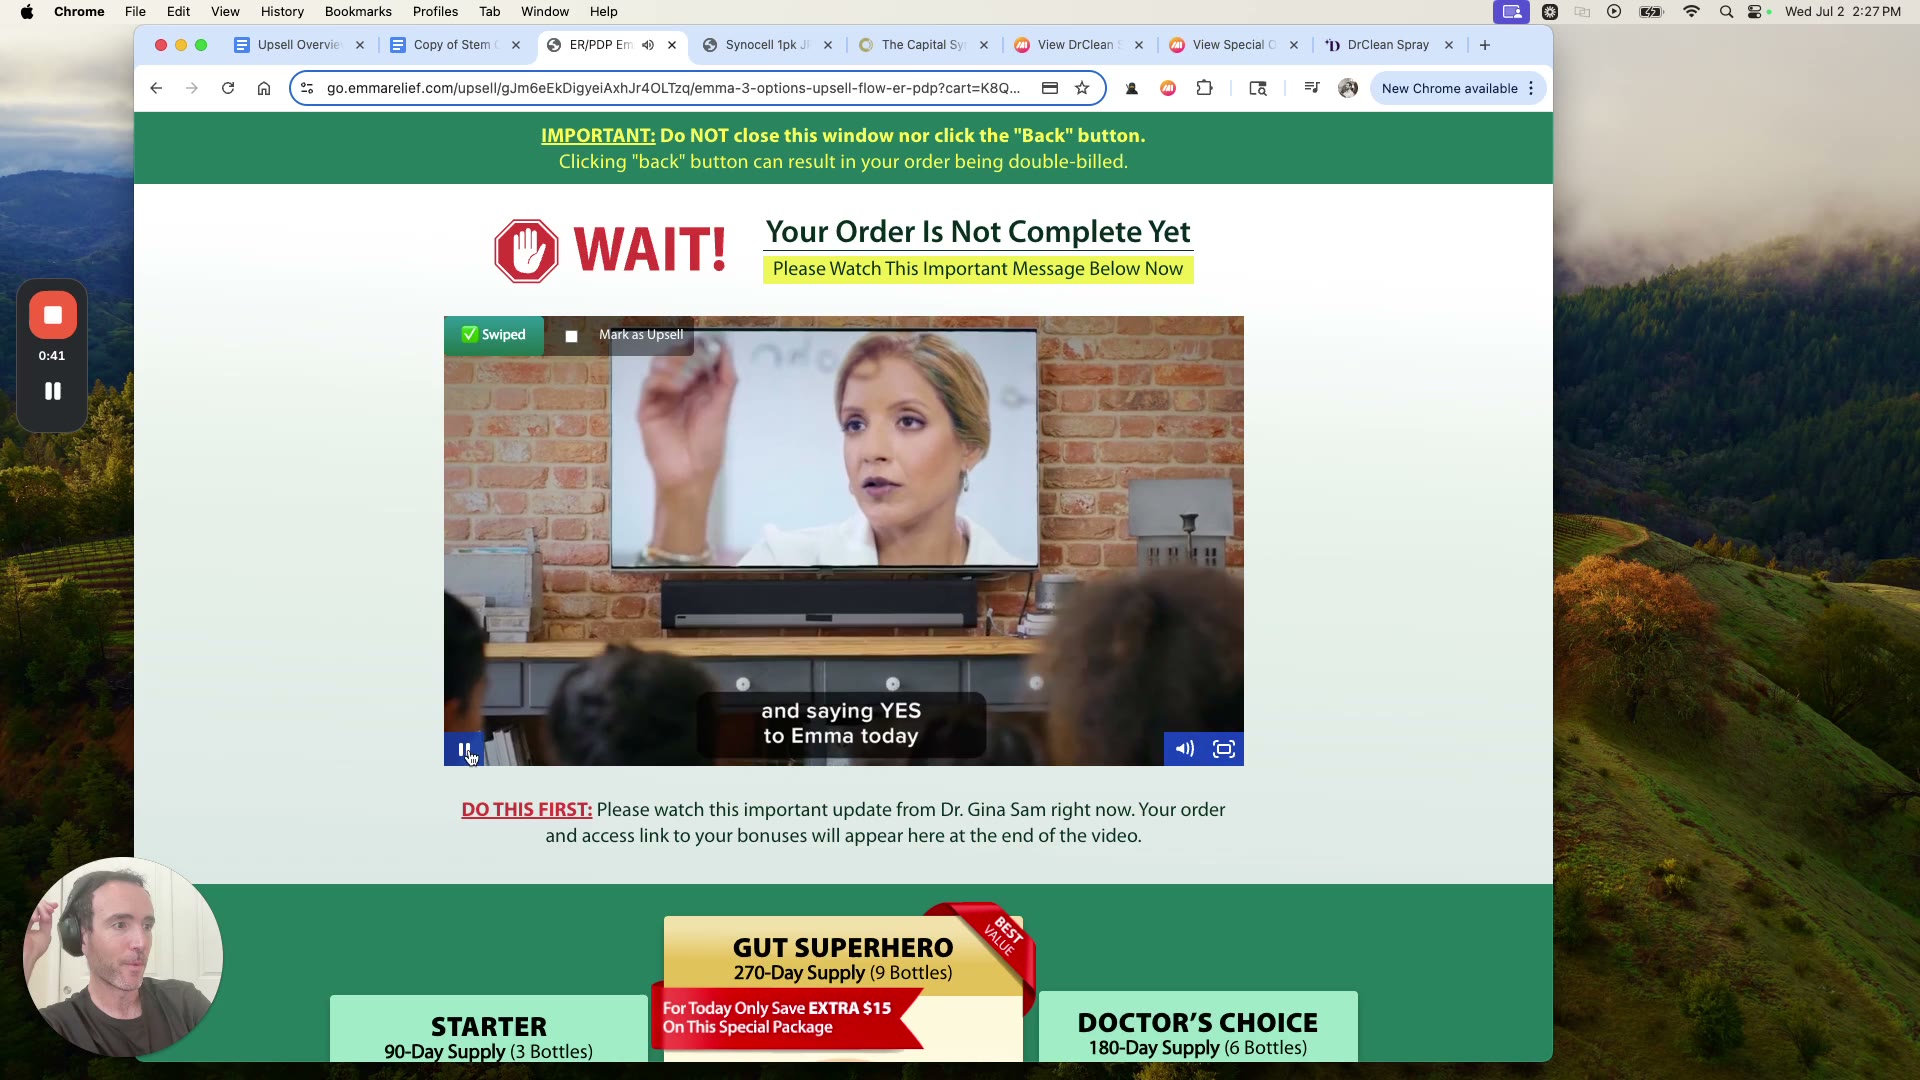 Chrome File Edit View History Bookmarks Profiles Tab Window Help
Wed Jul 2 2:27 PM
Upsell Overvie
Copy of Stem
ER/PDP Em
Synocell 1pk J
The Capital Sy
View DrClean S
View Special O
DrClean Spray
go.emmarelief.com/upsell/gJm6eEkDigyeiAxhJr4OLTzq/emma-3-options-upsell-flow-er-pdp?cart=K8Q...
New Chrome available
IMPORTANT: Do NOT close this window nor click the "Back" button.
Clicking "back" button can result in your order being double-billed.
WAIT!
Your Order Is Not Complete Yet
Please Watch This Important Message Below Now
✅ Swiped
Mark as Upsell
0:41
and saying YES
to Emma today
DO THIS FIRST: Please watch this important update from Dr. Gina Sam right now. Your order
and access link to your bonuses will appear here at the end of the video.
BEST
VALUE
GUT SUPERHERO
270-Day Supply (9 Bottles)
For Today Only Save EXTRA $15
On This Special Package
STARTER
90-Day Supply (3 Bottles)
DOCTOR'S CHOICE
180-Day Supply (6 Bottles)